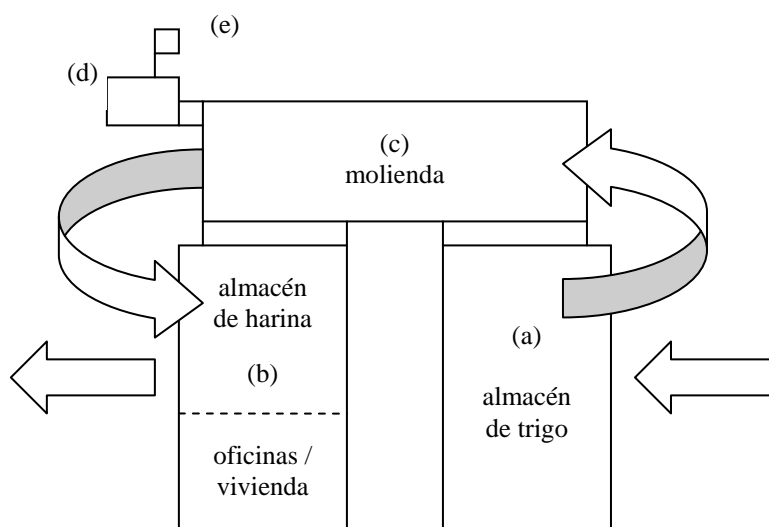 (e)
(d)
(c)
molienda
almacén
de harina
(b)
oficinas /
vivienda
(a)
almacén
de trigo